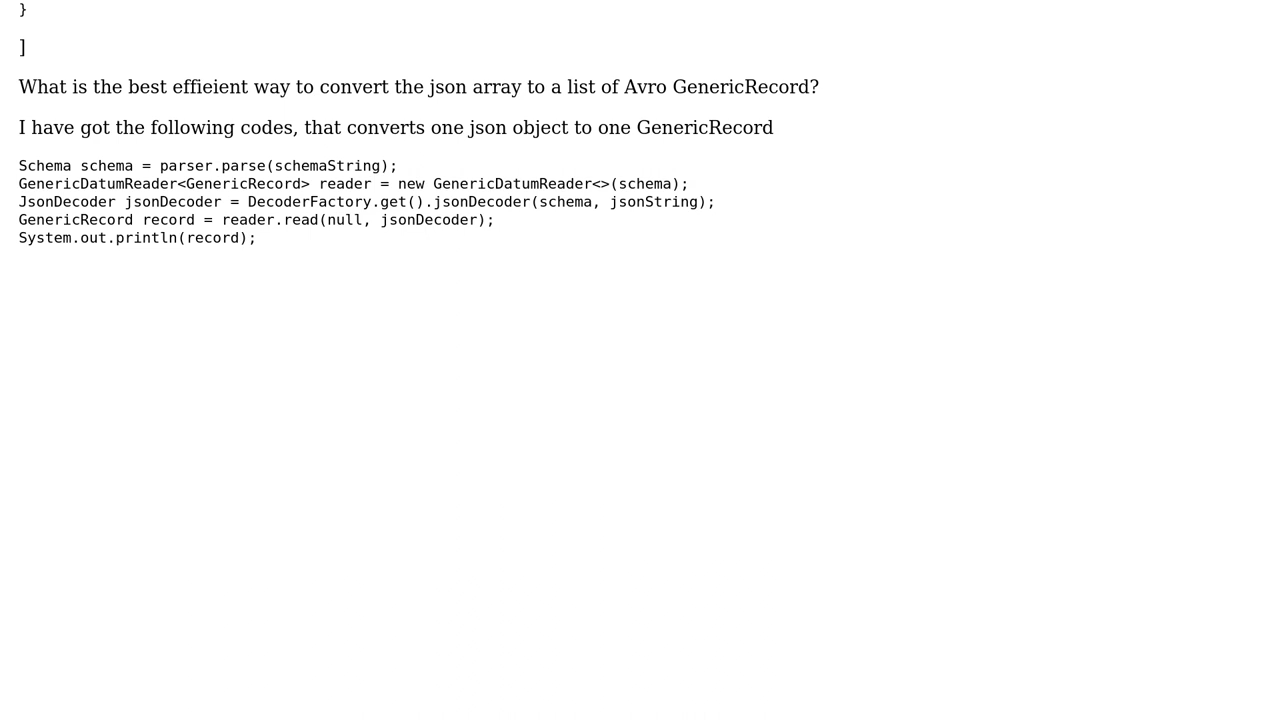 }
]
What is the best effieient way to convert the json array to a list of Avro GenericRecord?
I have got the following codes, that converts one json object to one GenericRecord
Schema schema = parser.parse(schemaString);
GenericDatumReader<GenericRecord> reader = new GenericDatumReader<>(schema);
JsonDecoder jsonDecoder = DecoderFactory.get().jsonDecoder(schema, jsonString);
GenericRecord record = reader.read(null, jsonDecoder);
System.out.println(record);